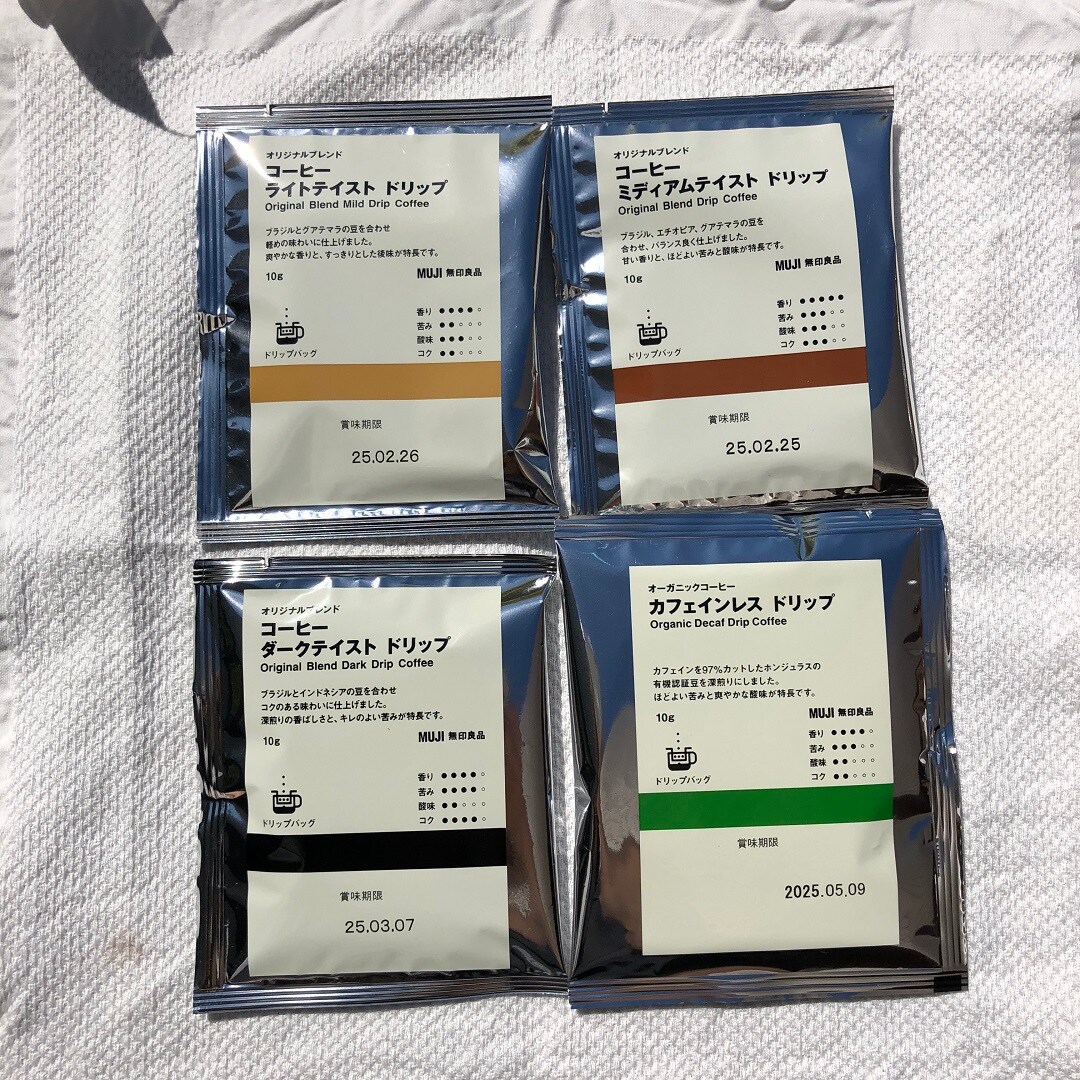 オリジナルブレンド
コーヒー
ライトテイスト ドリップ
Original Blend Mild Drip Coffee
ブラジルとグアテマラの豆を合わせ
軽めの味わいに仕上げました。
爽やかな香りと、すっきりとした後味が特長です。
10g
MUJI 無印良品
香り ●●●●○
苦み ●●○○○
酸味 ●●●○○
コク ●●○○○
ドリップバッグ
賞味期限
25.02.26
オリジナルブレンド
コーヒー
ミディアムテイスト ドリップ
Original Blend Drip Coffee
ブラジル、エチオピア、グアテマラの豆を
合わせ、バランス良く仕上げました。
甘い香りと、ほどよい苦みと酸味が特長です。
10g
MUJI 無印良品
香り ●●●●●
苦み ●●●○○
酸味 ●●●○○
コク ●●●○○
ドリップバッグ
賞味期限
25.02.25
オリジナルブレンド
コーヒー
ダークテイスト ドリップ
Original Blend Dark Drip Coffee
ブラジルとインドネシアの豆を合わせ
コクのある味わいに仕上げました。
深煎りの香ばしさと、キレのよい苦みが特長です。
10g
MUJI 無印良品
香り ●●●●○
苦み ●●●●○
酸味 ●●○○○
コク ●●●●○
ドリップバッグ
賞味期限
25.03.07
オーガニックコーヒー
カフェインレス ドリップ
Organic Decaf Drip Coffee
カフェインを97%カットしたホンジュラスの
有機認証豆を深煎りにしました。
ほどよい苦みと爽やかな酸味が特長です。
10g
MUJI 無印良品
香り ●●●●○
苦み ●●●○○
酸味 ●●○○○
コク ●●○○○
ドリップバッグ
賞味期限
2025.05.09